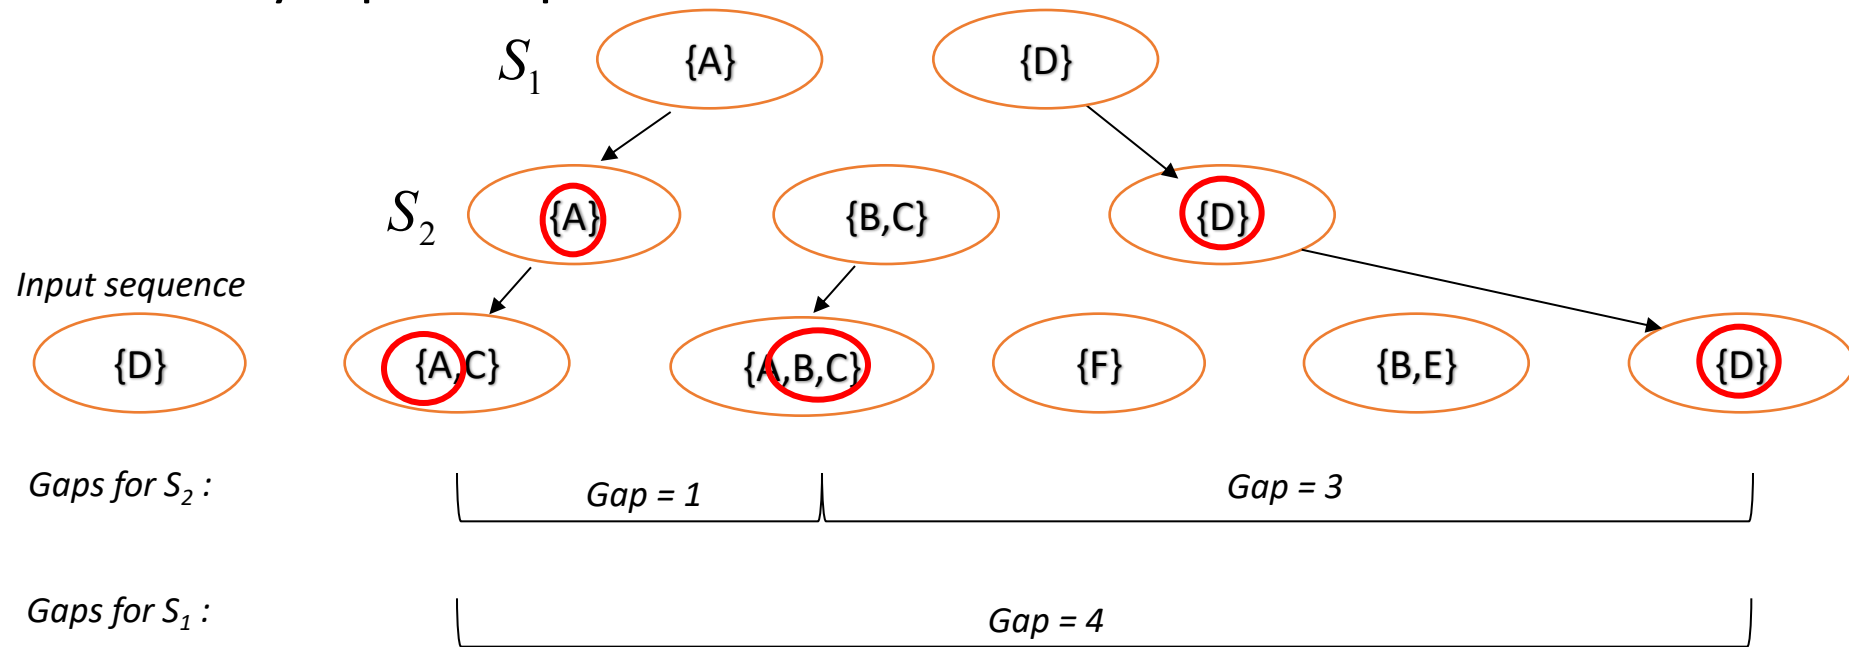 S1 {A} {D}
S2 {A} {B,C} {D}
Input sequence
{D} {A,C} {A,B,C} {F} {B,E} {D}
Gaps for S2 : Gap = 1 Gap = 3
Gaps for S1 : Gap = 4